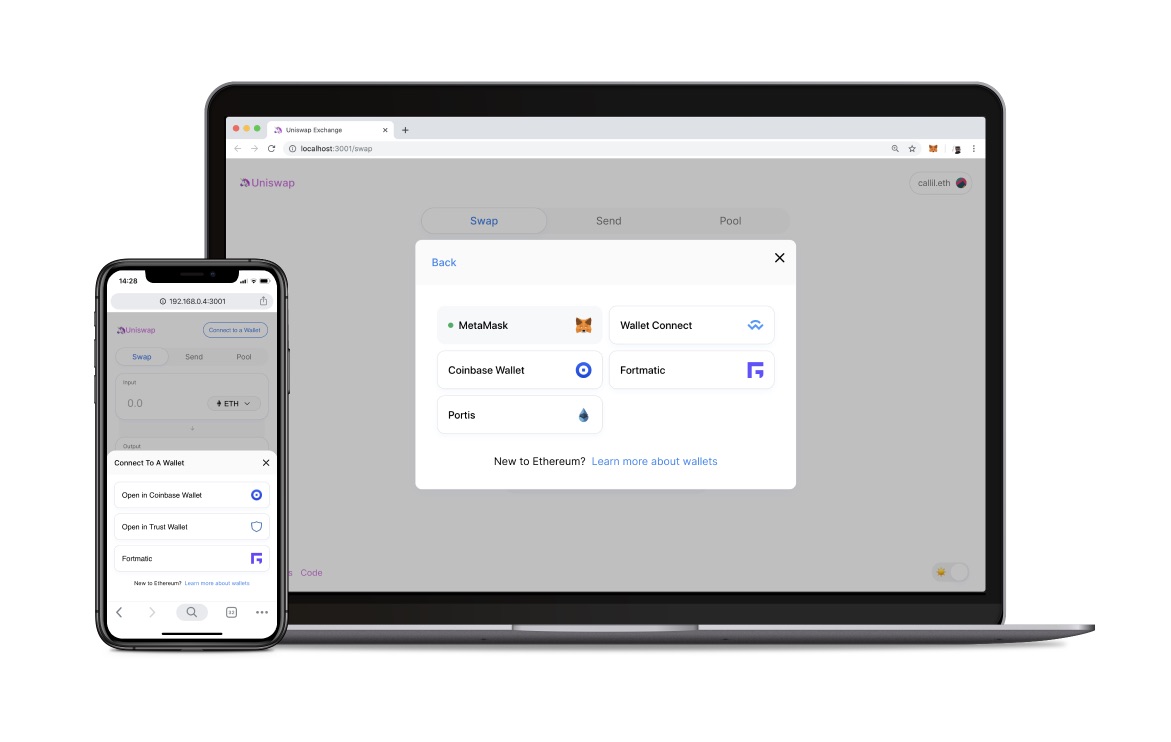 Uniswap Exchange
localhost:3001/swap
Uniswap
callil.eth
Swap
Send
Pool
Back
MetaMask
Wallet Connect
Coinbase Wallet
Fortmatic
Portis
New to Ethereum? Learn more about wallets
s Code
14:28
192.168.0.4:3001
Uniswap
Connect to a Wallet
Swap
Send
Pool
Input
0.0
ETH
Output
Connect To A Wallet
Open in Coinbase Wallet
Open in Trust Wallet
Fortmatic
New to Ethereum? Learn more about wallets